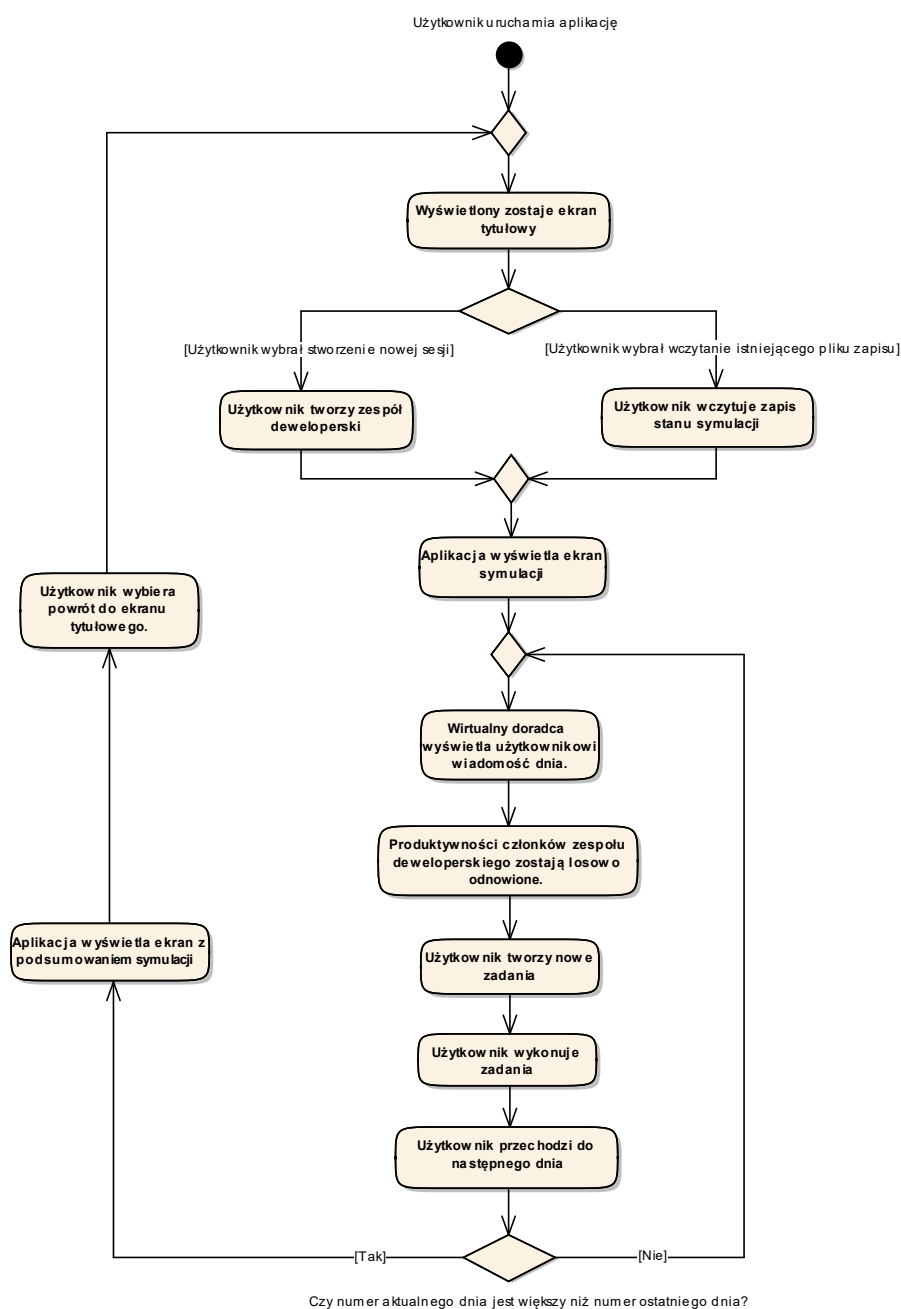 Użytkownik uruchamia aplikację
Wyświetlony zostaje ekran
tytułowy
[Użytkownik wybrał stworzenie nowej sesji]
[Użytkownik wybrał wczytanie istniejącego pliku zapisu]
Użytkownik tworzy zespół
deweloperski
Użytkownik wczytuje zapis
stanu symulacji
Aplikacja wyświetla ekran
symulacji
Użytkownik wybiera
powrót do ekranu
tytułowego.
Wirtualny doradca
wyświetla użytkownikowi
wiadomość dnia.
Produktywności członków zespołu
deweloperskiego zostają losowo
odnowione.
Aplikacja wyświetla ekran z
podsumowaniem symulacji
Użytkownik tworzy nowe
zadania
Użytkownik wykonuje
zadania
Użytkownik przechodzi do
następnego dnia
[Tak]
[Nie]
Czy numer aktualnego dnia jest większy niż numer ostatniego dnia?